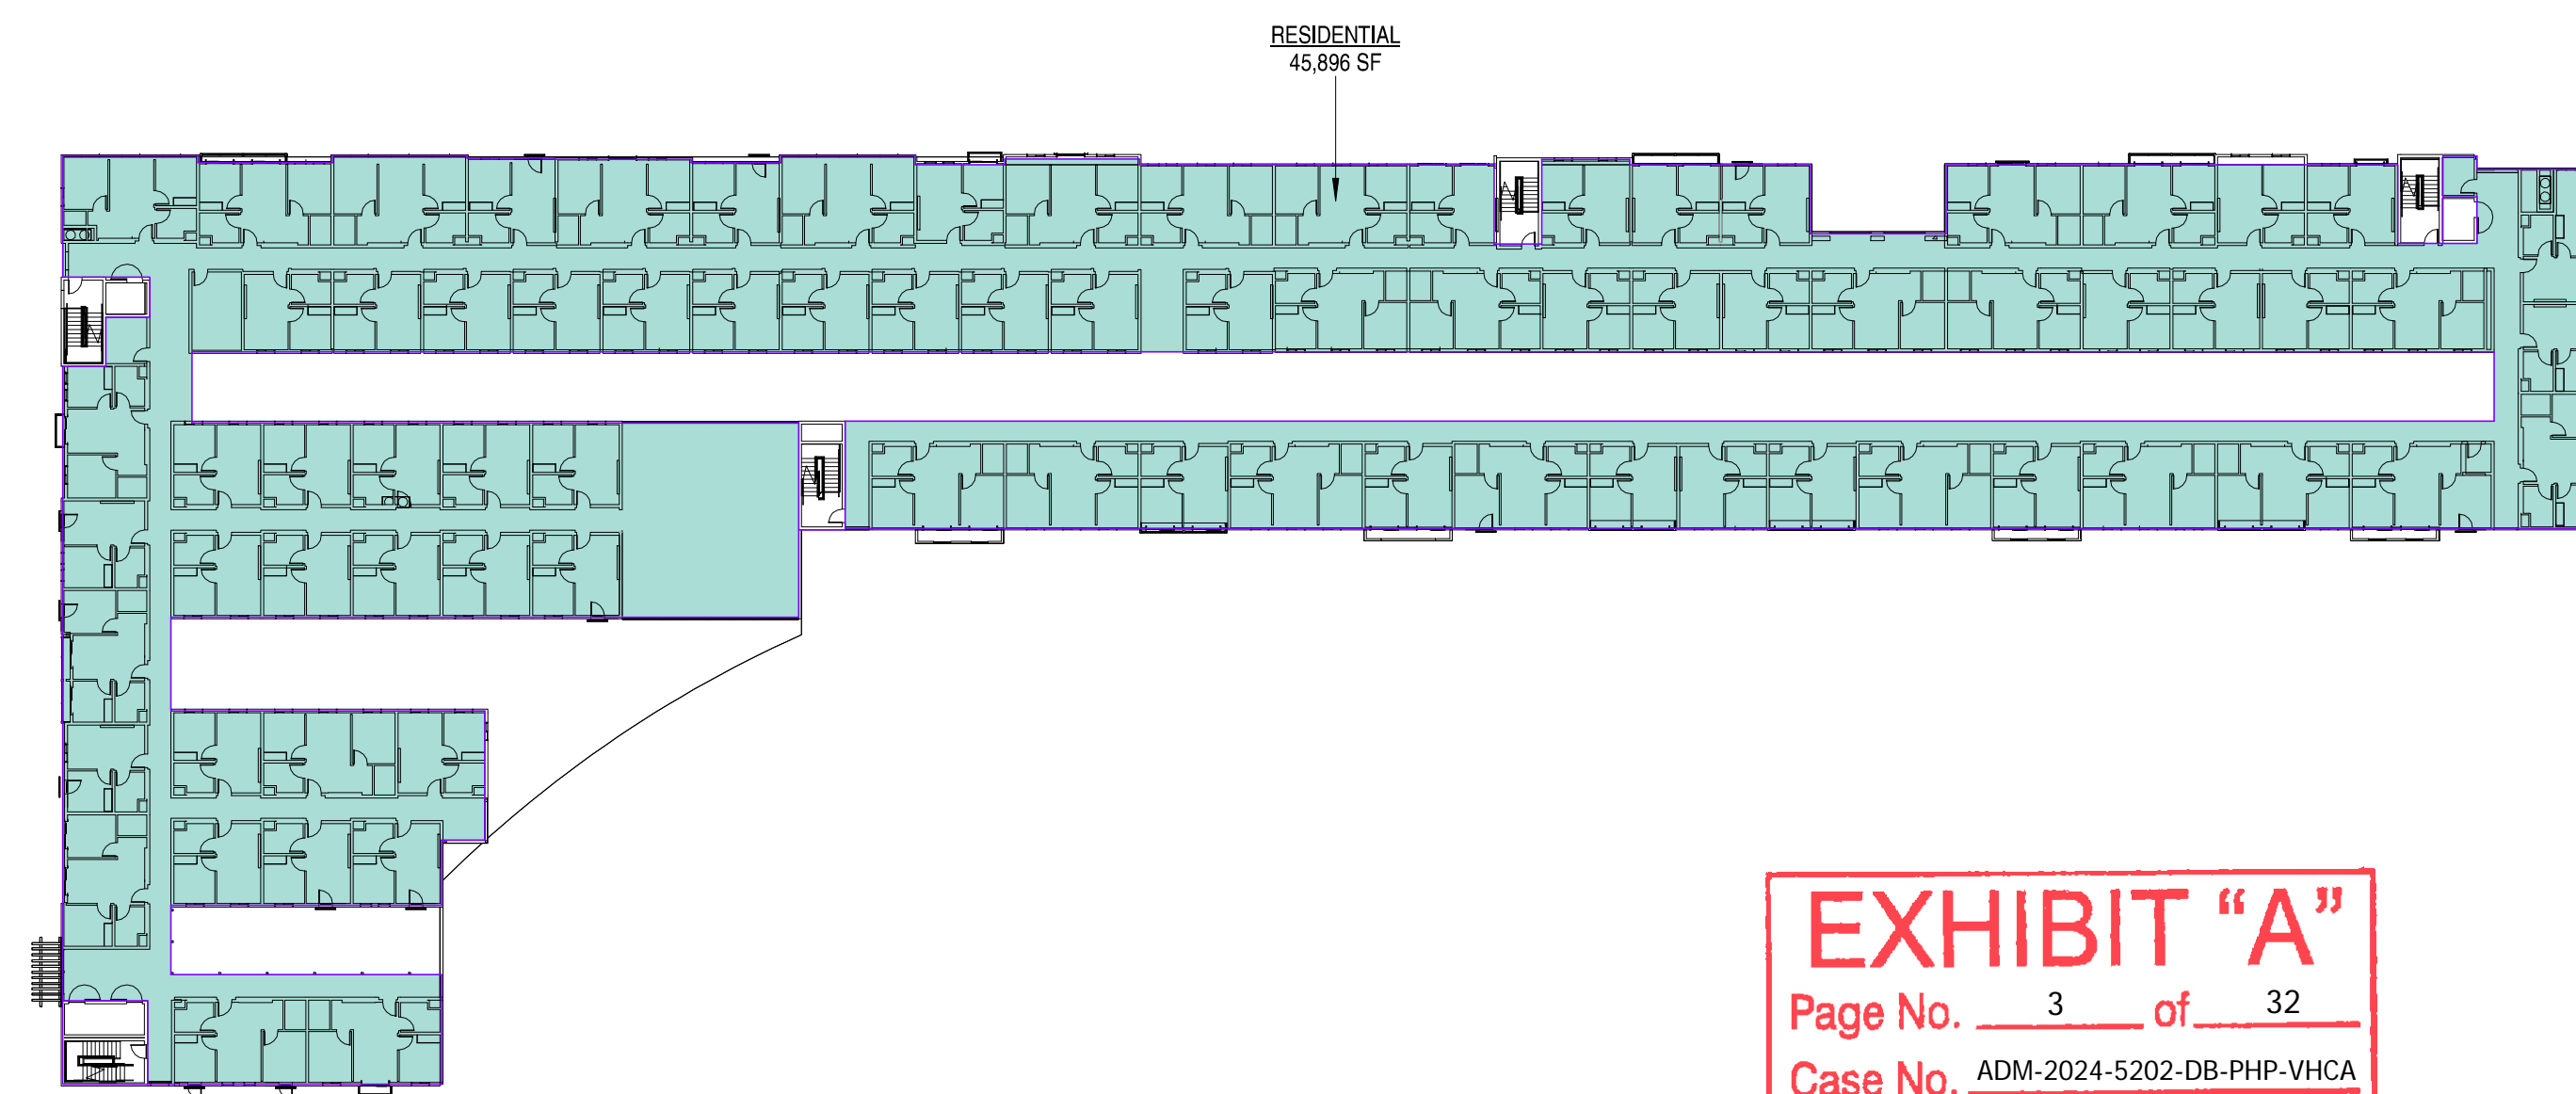 RESIDENTIAL
45,896 SF
EXHIBIT “A”
Page No. 3 of 32
Case No. ADM-2024-5202-DB-PHP-VHCA